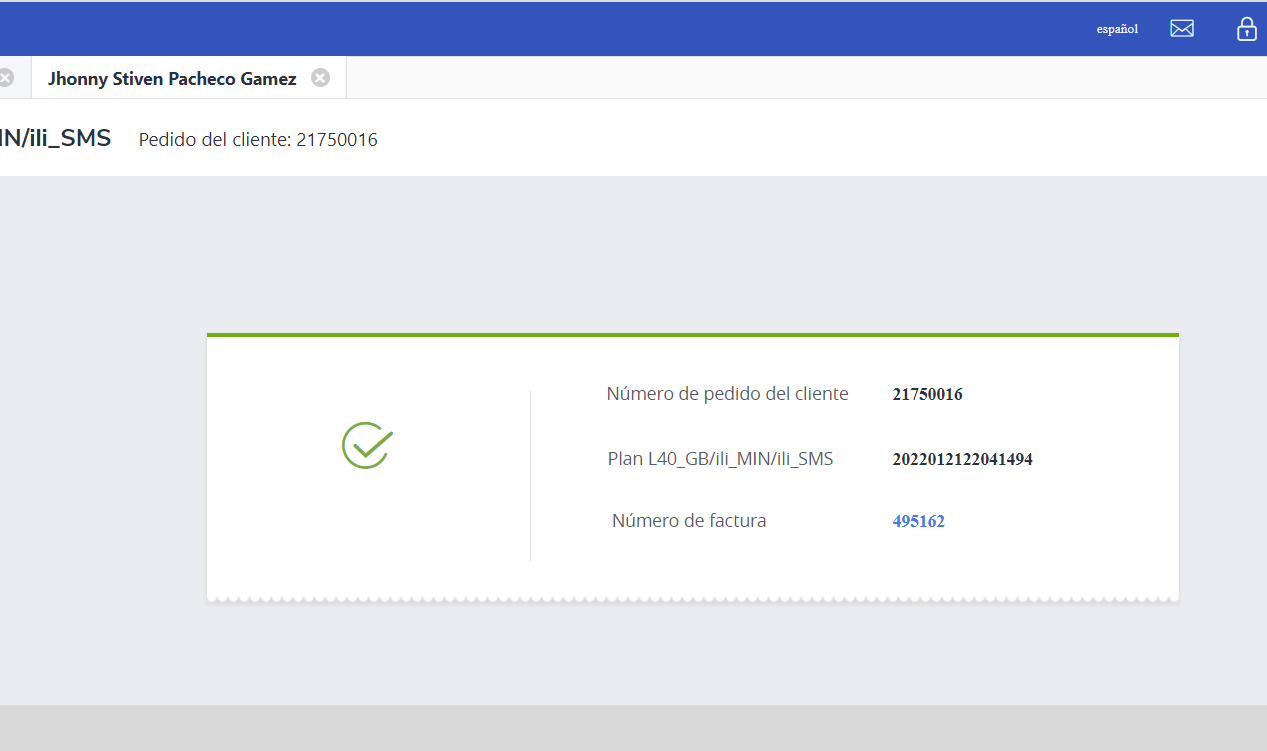 español
Jhonny Stiven Pacheco Gamez
IN/ili_SMS Pedido del cliente: 21750016
Número de pedido del cliente 21750016
Plan L40_GB/ili_MIN/ili_SMS 2022012122041494
Número de factura 495162